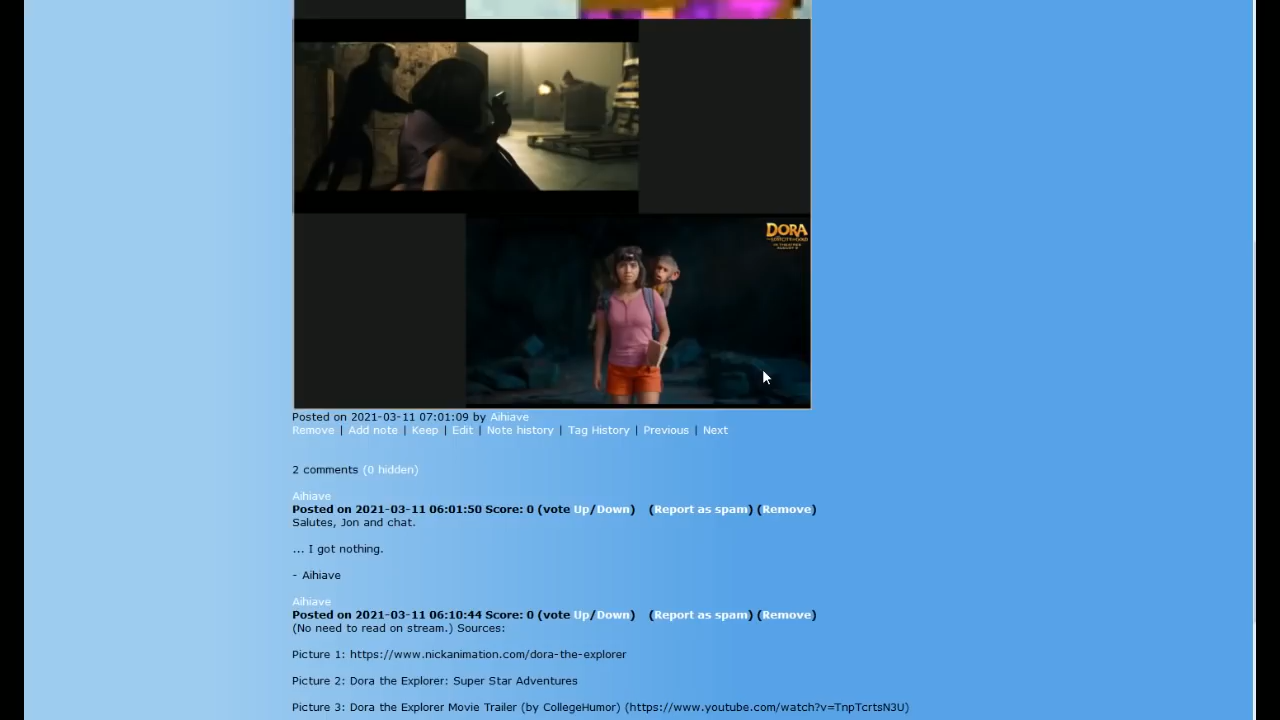 DORA
Posted on 2021-03-11 07:01:09 by Aihiave
Remove | Add note | Keep | Edit | Note history | Tag History | Previous | Next
2 comments (0 hidden)
Aihiave
Posted on 2021-03-11 06:01:50 Score: 0 (vote Up/Down) (Report as spam) (Remove)
Salutes, Jon and chat.
... I got nothing.
- Aihiave
Aihiave
Posted on 2021-03-11 06:10:44 Score: 0 (vote Up/Down) (Report as spam) (Remove)
(No need to read on stream.) Sources:
Picture 1: https://www.nickanimation.com/dora-the-explorer
Picture 2: Dora the Explorer: Super Star Adventures
Picture 3: Dora the Explorer Movie Trailer (by CollegeHumor) (https://www.youtube.com/watch?v=TnpTcrtsN3U)